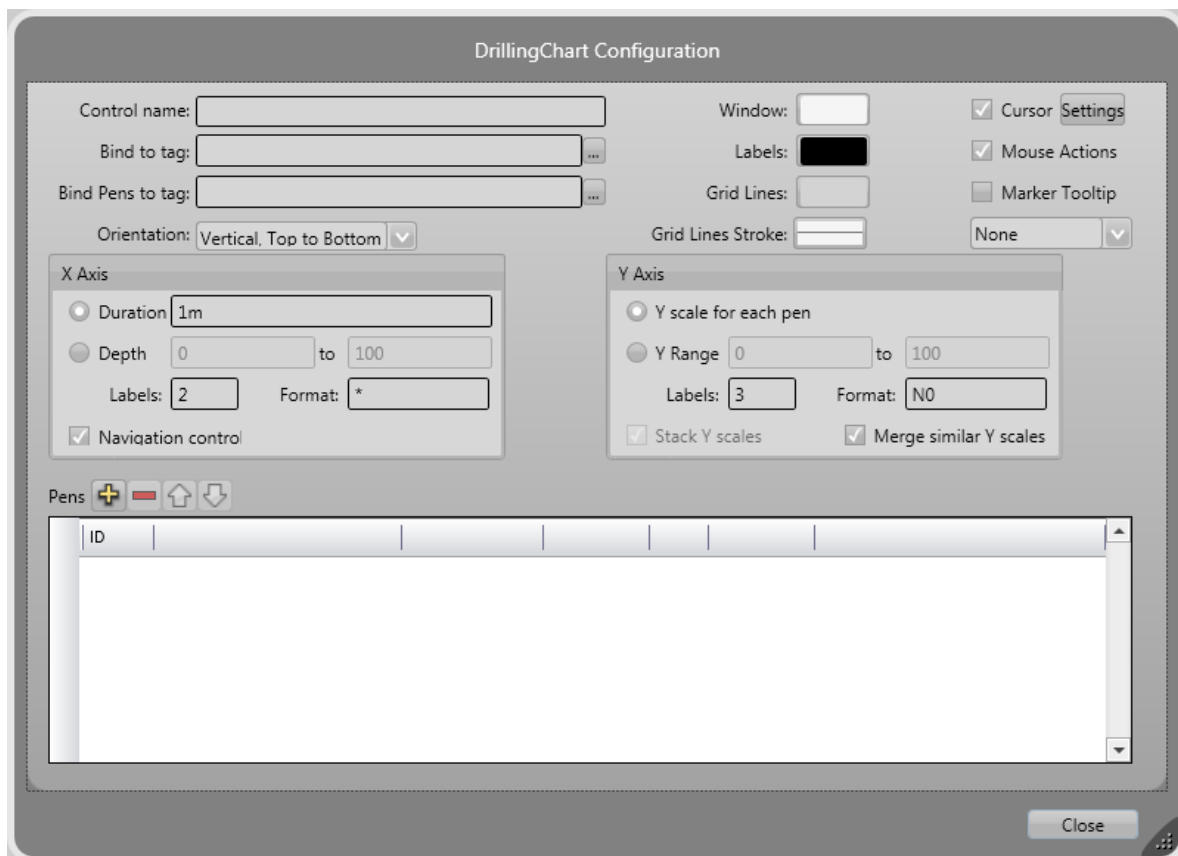 DrillingChart Configuration
Control name: Window: Cursor Settings
Bind to tag: ... Labels: Mouse Actions
Bind Pens to tag: ... Grid Lines: Marker Tooltip
Orientation: Vertical, Top to Bottom Grid Lines Stroke: None
X Axis
Duration 1m
Depth 0 to 100
Labels: 2 Format: *
Navigation control
Y Axis
Y scale for each pen
Y Range 0 to 100
Labels: 3 Format: N0
Stack Y scales Merge similar Y scales
Pens
ID
Close